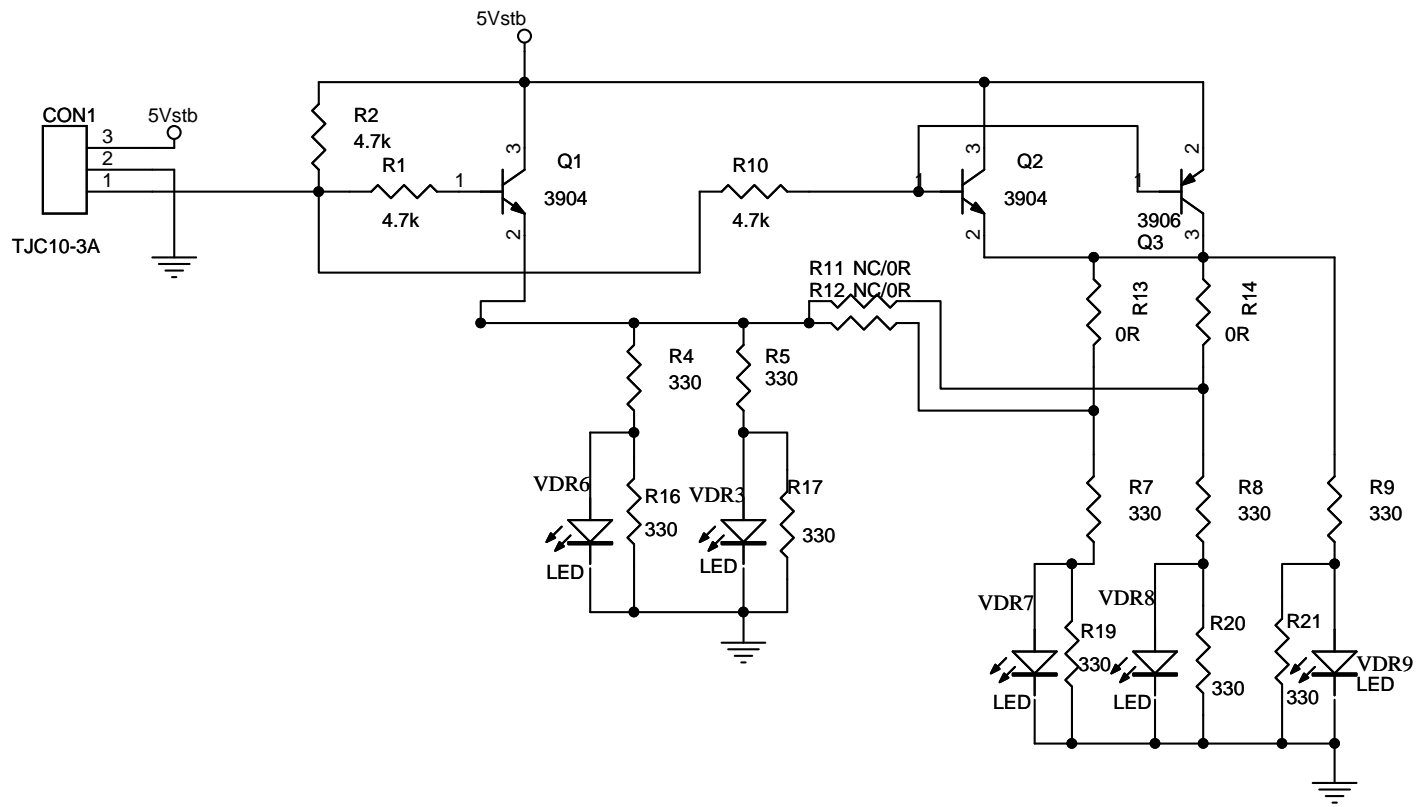 5Vstb
CON1
5Vstb
3
2
1
TJC10-3A
R2
4.7k
R1
4.7k
1
3
Q1
3904
2
R10
4.7k
1
3
Q2
3904
2
1
2
3906
3
Q3
R11 NC/0R
R12 NC/0R
R13
0R
R14
0R
R4
330
R5
330
VDR6
R16
330
LED
VDR3
R17
330
LED
R7
330
R8
330
R9
330
VDR7
R19
330
LED
VDR8
R20
330
LED
R21
330
VDR9
LED